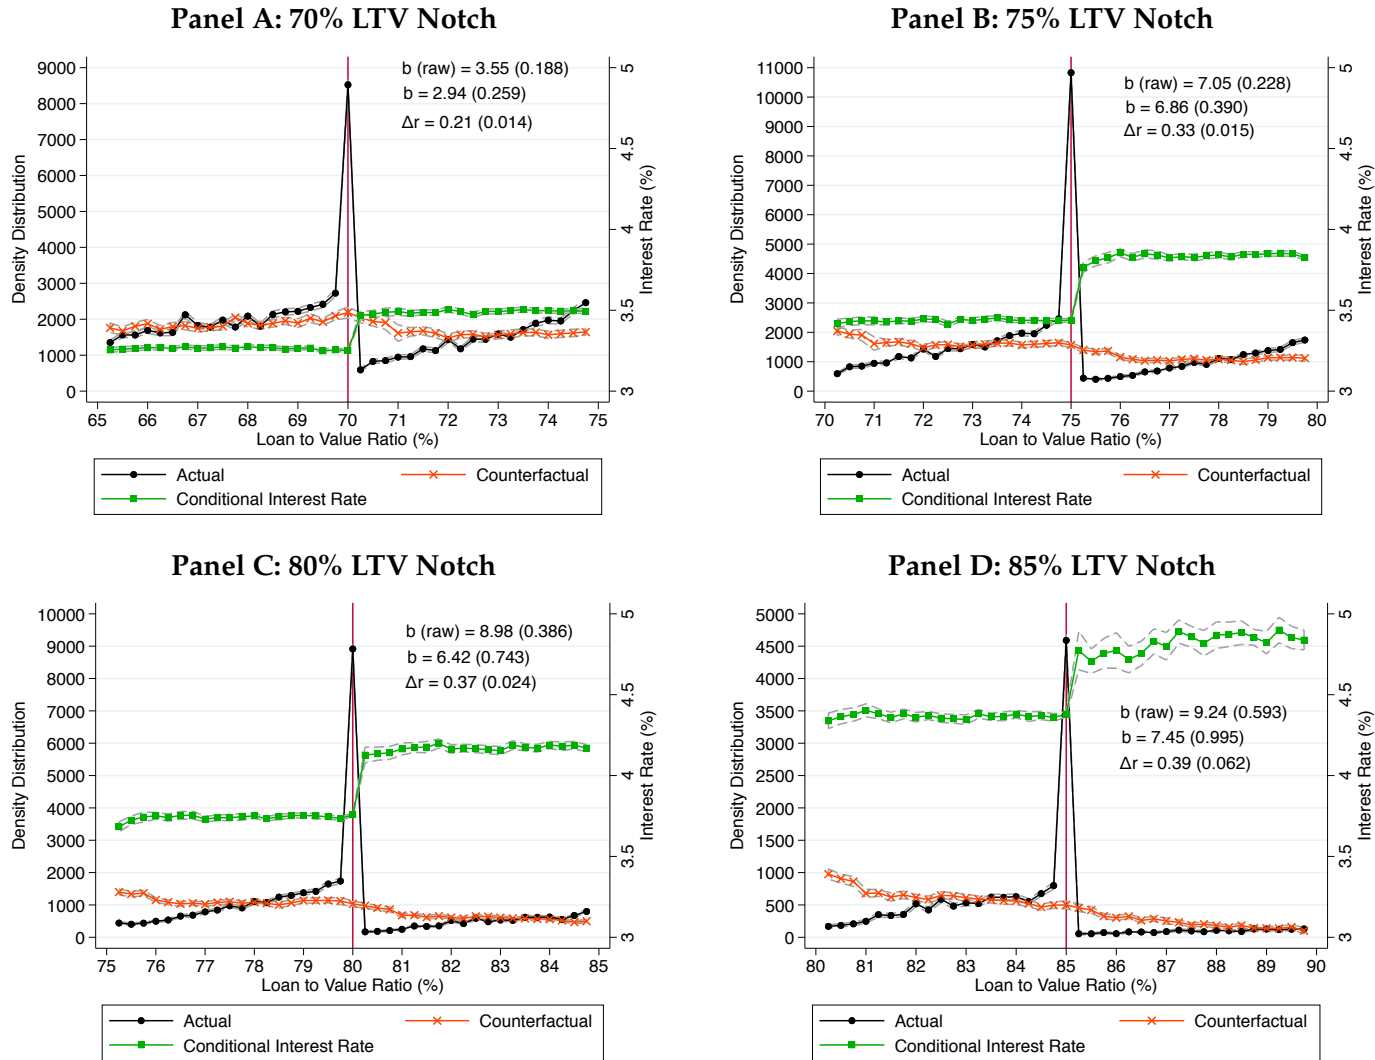 Panel A: 70% LTV Notch
9000
8000
7000
6000
5000
4000
3000
2000
1000
0
Density Distribution
b (raw) = 3.55 (0.188)
b = 2.94 (0.259)
Δr = 0.21 (0.014)
5
4.5
4
3.5
3
Interest Rate (%)
65 66 67 68 69 70 71 72 73 74 75
Loan to Value Ratio (%)
Actual Counterfactual
Conditional Interest Rate
Panel B: 75% LTV Notch
11000
10000
9000
8000
7000
6000
5000
4000
3000
2000
1000
0
Density Distribution
b (raw) = 7.05 (0.228)
b = 6.86 (0.390)
Δr = 0.33 (0.015)
5
4.5
4
3.5
3
Interest Rate (%)
70 71 72 73 74 75 76 77 78 79 80
Loan to Value Ratio (%)
Actual Counterfactual
Conditional Interest Rate
Panel C: 80% LTV Notch
10000
9000
8000
7000
6000
5000
4000
3000
2000
1000
0
Density Distribution
b (raw) = 8.98 (0.386)
b = 6.42 (0.743)
Δr = 0.37 (0.024)
5
4.5
4
3.5
3
Interest Rate (%)
75 76 77 78 79 80 81 82 83 84 85
Loan to Value Ratio (%)
Actual Counterfactual
Conditional Interest Rate
Panel D: 85% LTV Notch
5000
4500
4000
3500
3000
2500
2000
1500
1000
500
0
Density Distribution
b (raw) = 9.24 (0.593)
b = 7.45 (0.995)
Δr = 0.39 (0.062)
5
4.5
4
3.5
3
Interest Rate (%)
80 81 82 83 84 85 86 87 88 89 90
Loan to Value Ratio (%)
Actual Counterfactual
Conditional Interest Rate